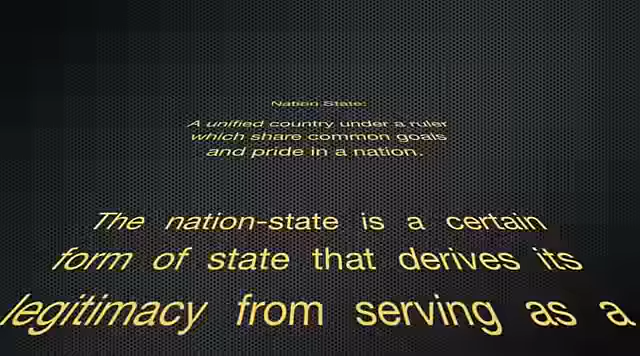 Nation State:
A unified country under a ruler
which share common goals
and pride in a nation.
The nation-state is a certain
form of state that derives its
legitimacy from serving as a